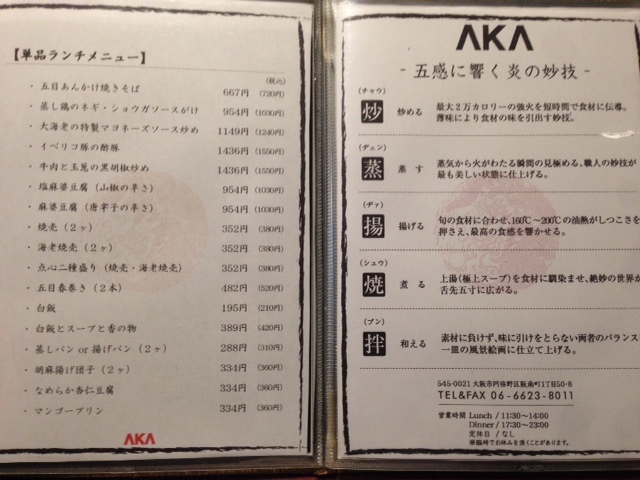 【単品ランチメニュー】
(税込)
・五目あんかけ焼きそば 667円 (720円)
・蒸し鶏のネギ・ショウガソースがけ 954円 (1030円)
・大海老の特製マヨネーズソース炒め 1149円 (1240円)
・イベリコ豚の酢豚 1436円 (1550円)
・牛肉と玉葱の黒胡椒炒め 1436円 (1550円)
・塩麻婆豆腐（山椒の辛さ） 954円 (1030円)
・麻婆豆腐（唐辛子の辛さ） 954円 (1030円)
・焼売（２ヶ） 352円 (380円)
・海老焼売（２ヶ） 352円 (380円)
・点心二種盛り（焼売・海老焼売） 352円 (380円)
・五目春巻き（２本） 482円 (520円)
・白飯 195円 (210円)
・白飯とスープと香の物 389円 (420円)
・蒸しパン or 揚げパン（２ヶ） 288円 (310円)
・胡麻揚げ団子（２ヶ） 334円 (360円)
・なめらか杏仁豆腐 334円 (360円)
・マンゴープリン 334円 (360円)
AKA
AKA
- 五感に響く炎の妙技 -
(チャウ)
炒 炒める 最大２万カロリーの強火を短時間で食材に伝導。
薄味により食材の味を引出す妙技。
(ヂェン)
蒸 蒸す 蒸気から火がわたる瞬間の見極める、職人の妙技が
最も美しい状態に仕上げる。
(ヂァ)
揚 揚げる 旬の食材に合わせ、160℃～200℃の油熱がしつこさを
押さえ、最高の食感を響かせる。
(シュウ)
焼 煮る 上湯（極上スープ）を食材に馴染ませ、絶妙の世界が
舌先五寸に広がる。
(ブン)
拌 和える 素材に負けず、味に引けをとらない両者のバランス
一皿の風景絵画に仕立て上げる。
545-0021 大阪市阿倍野区阪南町1丁目50-8
TEL&FAX 06-6623-8011
営業時間 Lunch / 11:30～14:00
Dinner / 17:30～23:00
定休日 / なし
※臨時でお休みを頂くことがあります。